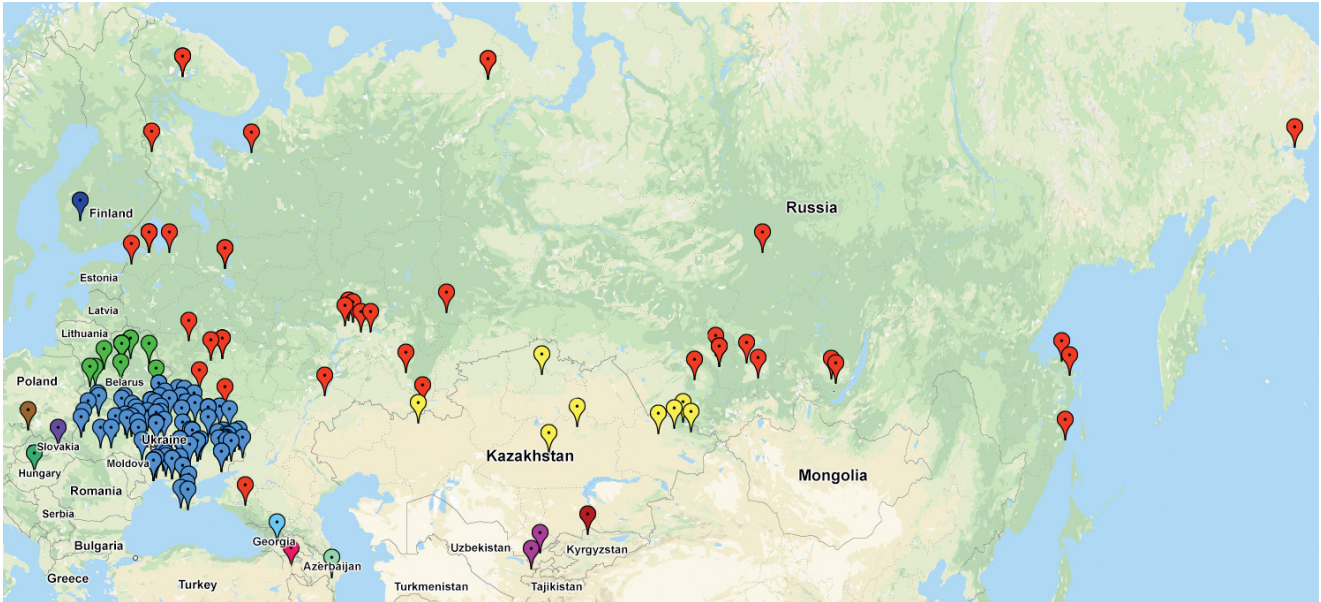 Russia
Finland
Estonia
Latvia
Lithuania
Belarus
Poland
Slovakia
Ukraine
Hungary
Moldova
Kazakhstan
Mongolia
Romania
Serbia
Bulgaria
Georgia
Uzbekistan
Kyrgyzstan
Azerbaijan
Greece
Turkey
Turkmenistan
Tajikistan